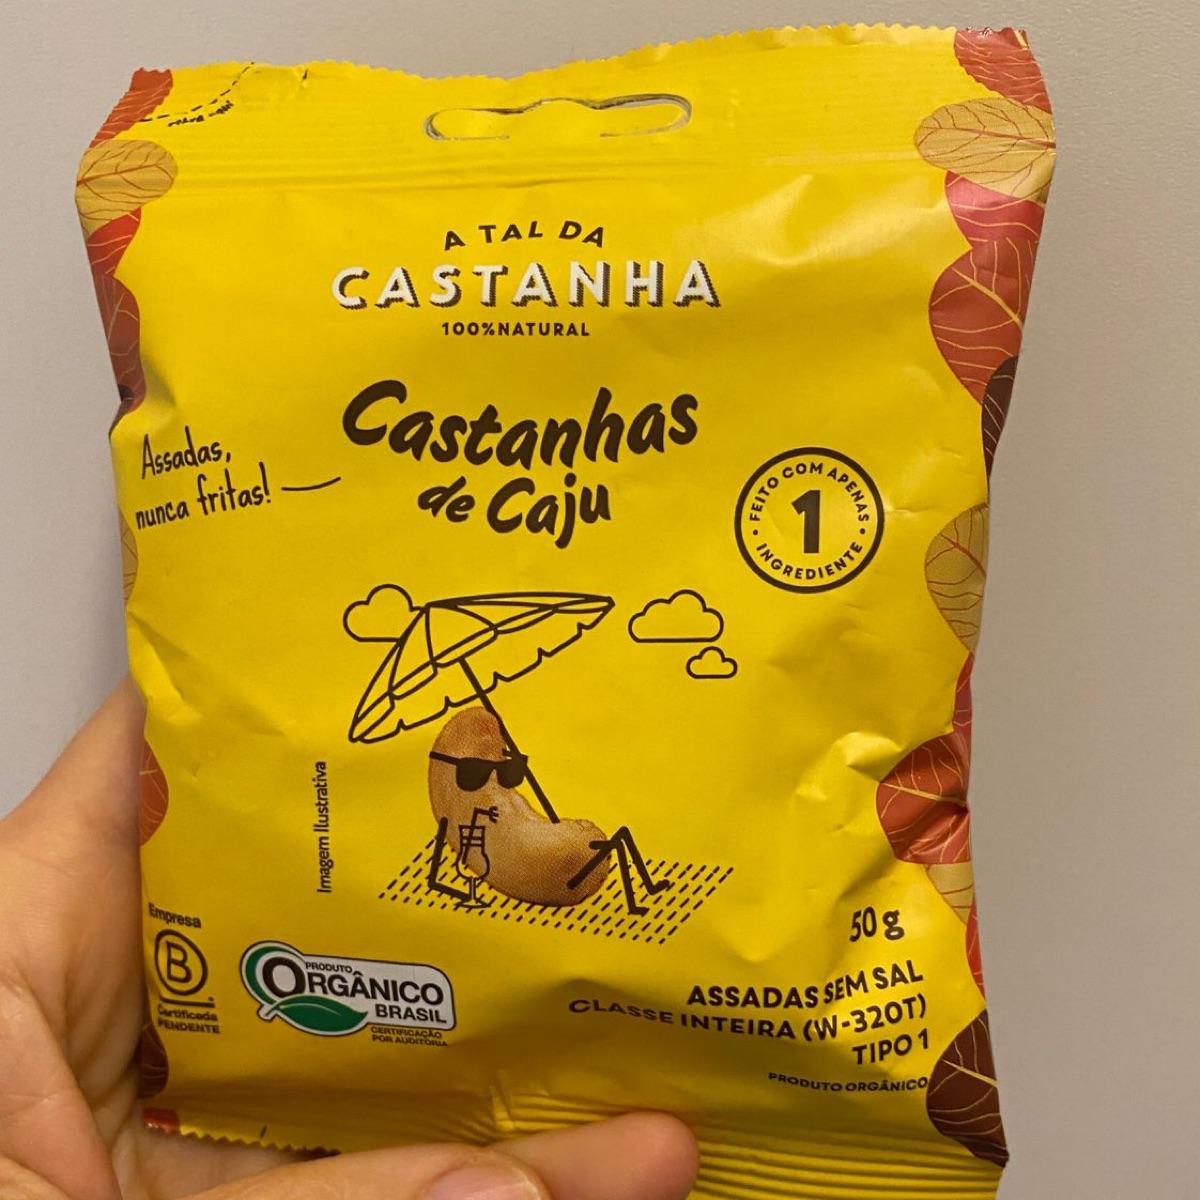 A TAL DA
CASTANHA
100%NATURAL
Castanhas
de Caju
Assadas,
nunca fritas!
FEITO COM APENAS
1
INGREDIENTE
Imagem Ilustrativa
50 g
Empresa
B
Certificada
PENDENTE
PRODUTO
ORGÂNICO
BRASIL
CERTIFICAÇÃO
POR AUDITORIA
ASSADAS SEM SAL
CLASSE INTEIRA (W-320T)
TIPO 1
PRODUTO ORGÂNICO